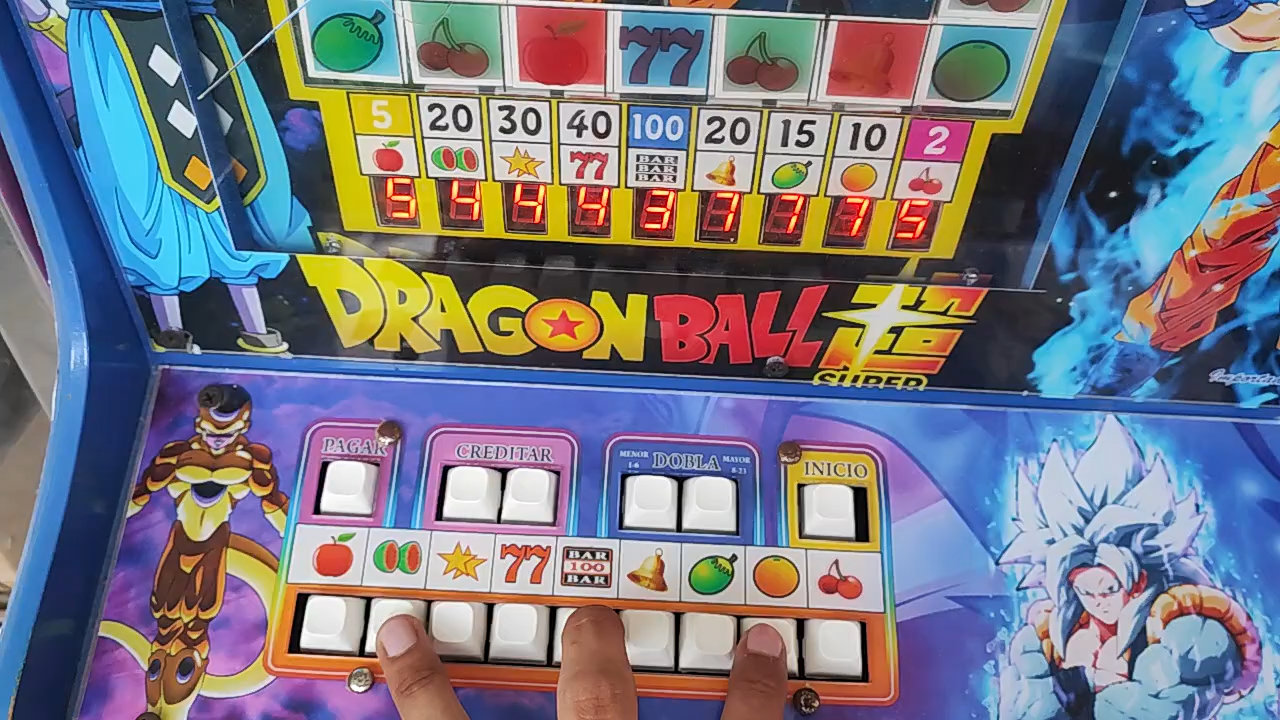 77
5 20 30 40 100 20 15 10 2
77 BAR BAR BAR
5 4 4 4 3 7 7 7 5
DRAGON BALL
SUPER
PAGAR
CREDITAR
MENOR 1-6 DOBLA MAYOR 8-13
INICIO
77 BAR 100 BAR